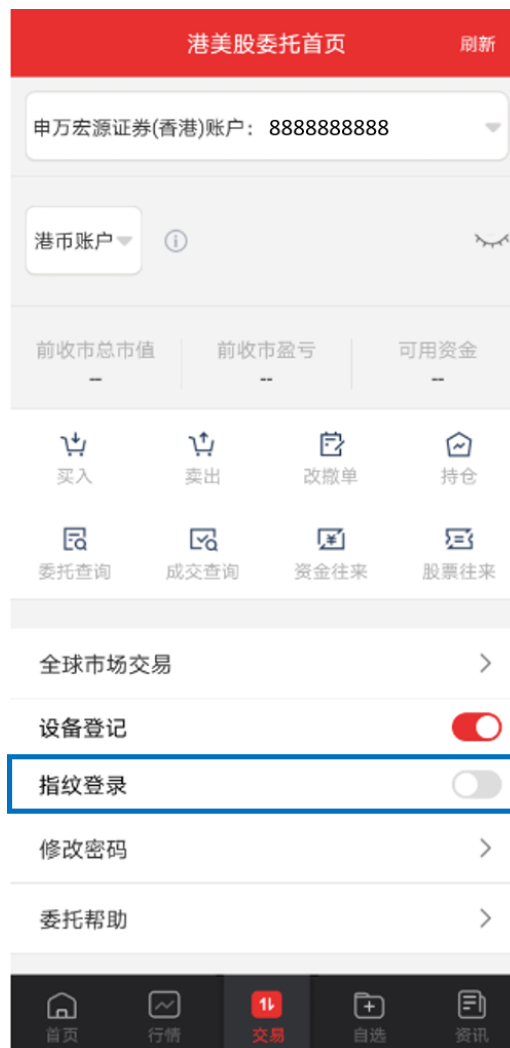 港美股委托首页 刷新
申万宏源证券(香港)账户： 8888888888
港币账户
前收市总市值 前收市盈亏 可用资金
-- -- --
买入 卖出 改撤单 持仓
委托查询 成交查询 资金往来 股票往来
全球市场交易
设备登记
指纹登录
修改密码
委托帮助
首页 行情 交易 自选 资讯